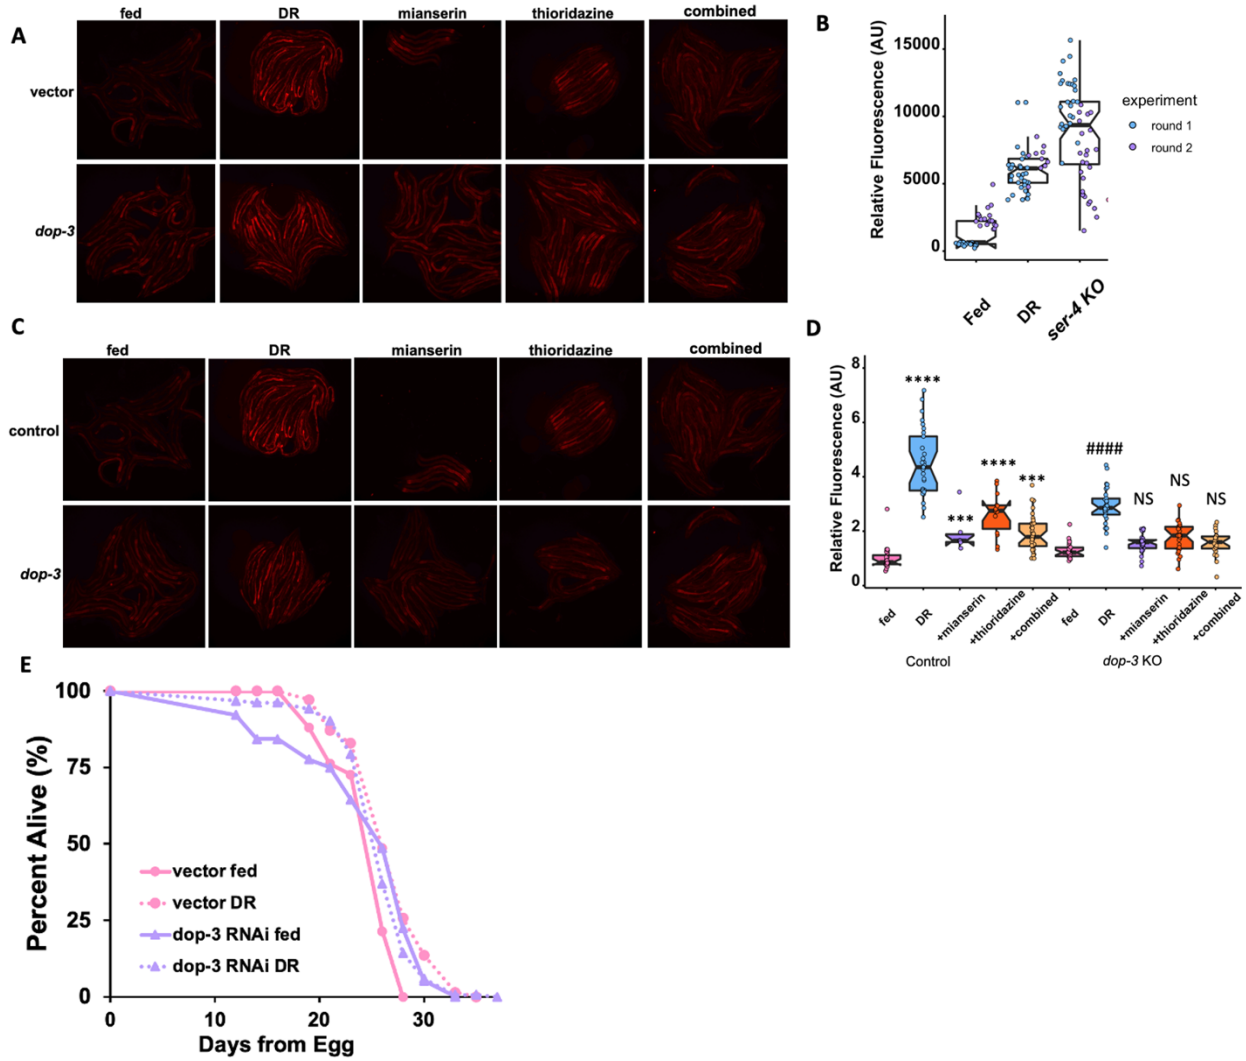 A
fed DR mianserin thioridazine combined
vector
dop-3
B
Relative Fluorescence (AU)
15000
10000
5000
0
Fed DR ser-4 KO
experiment
round 1
round 2
C
fed DR mianserin thioridazine combined
control
dop-3
D
Relative Fluorescence (AU)
8
6
4
2
0
****
***
****
***
####
NS
NS
NS
fed DR +mianserin +thioridazine +combined fed DR +mianserin +thioridazine +combined
Control dop-3 KO
E
Percent Alive (%)
100
75
50
25
0
vector fed
vector DR
dop-3 RNAi fed
dop-3 RNAi DR
0 10 20 30
Days from Egg